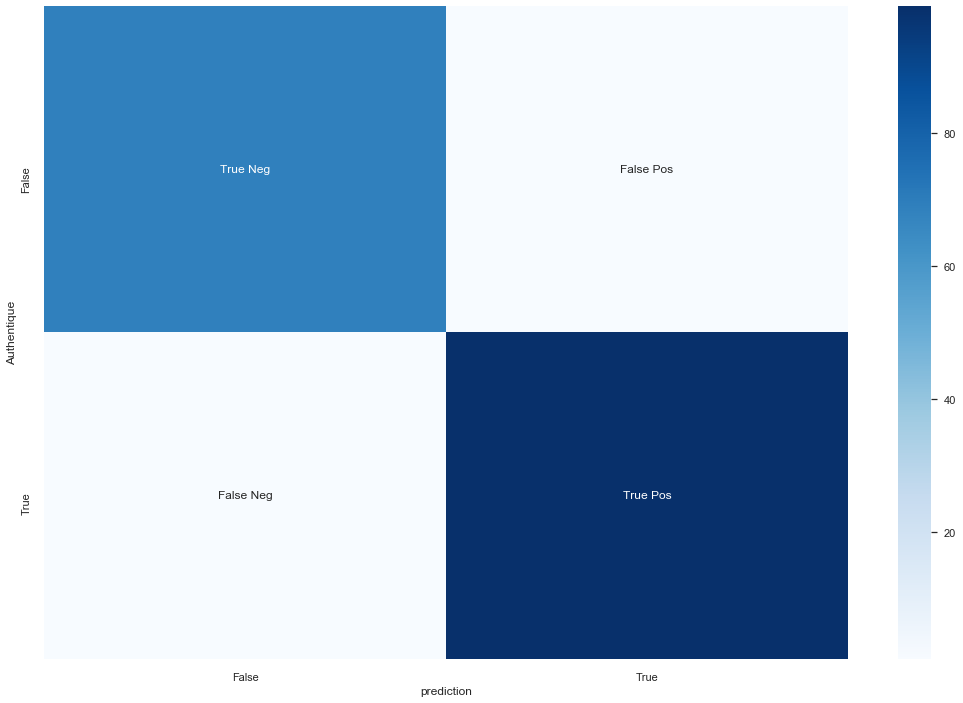 True Neg
False Pos
False Neg
True Pos
False
True
Authentique
False
True
prediction
80
60
40
20